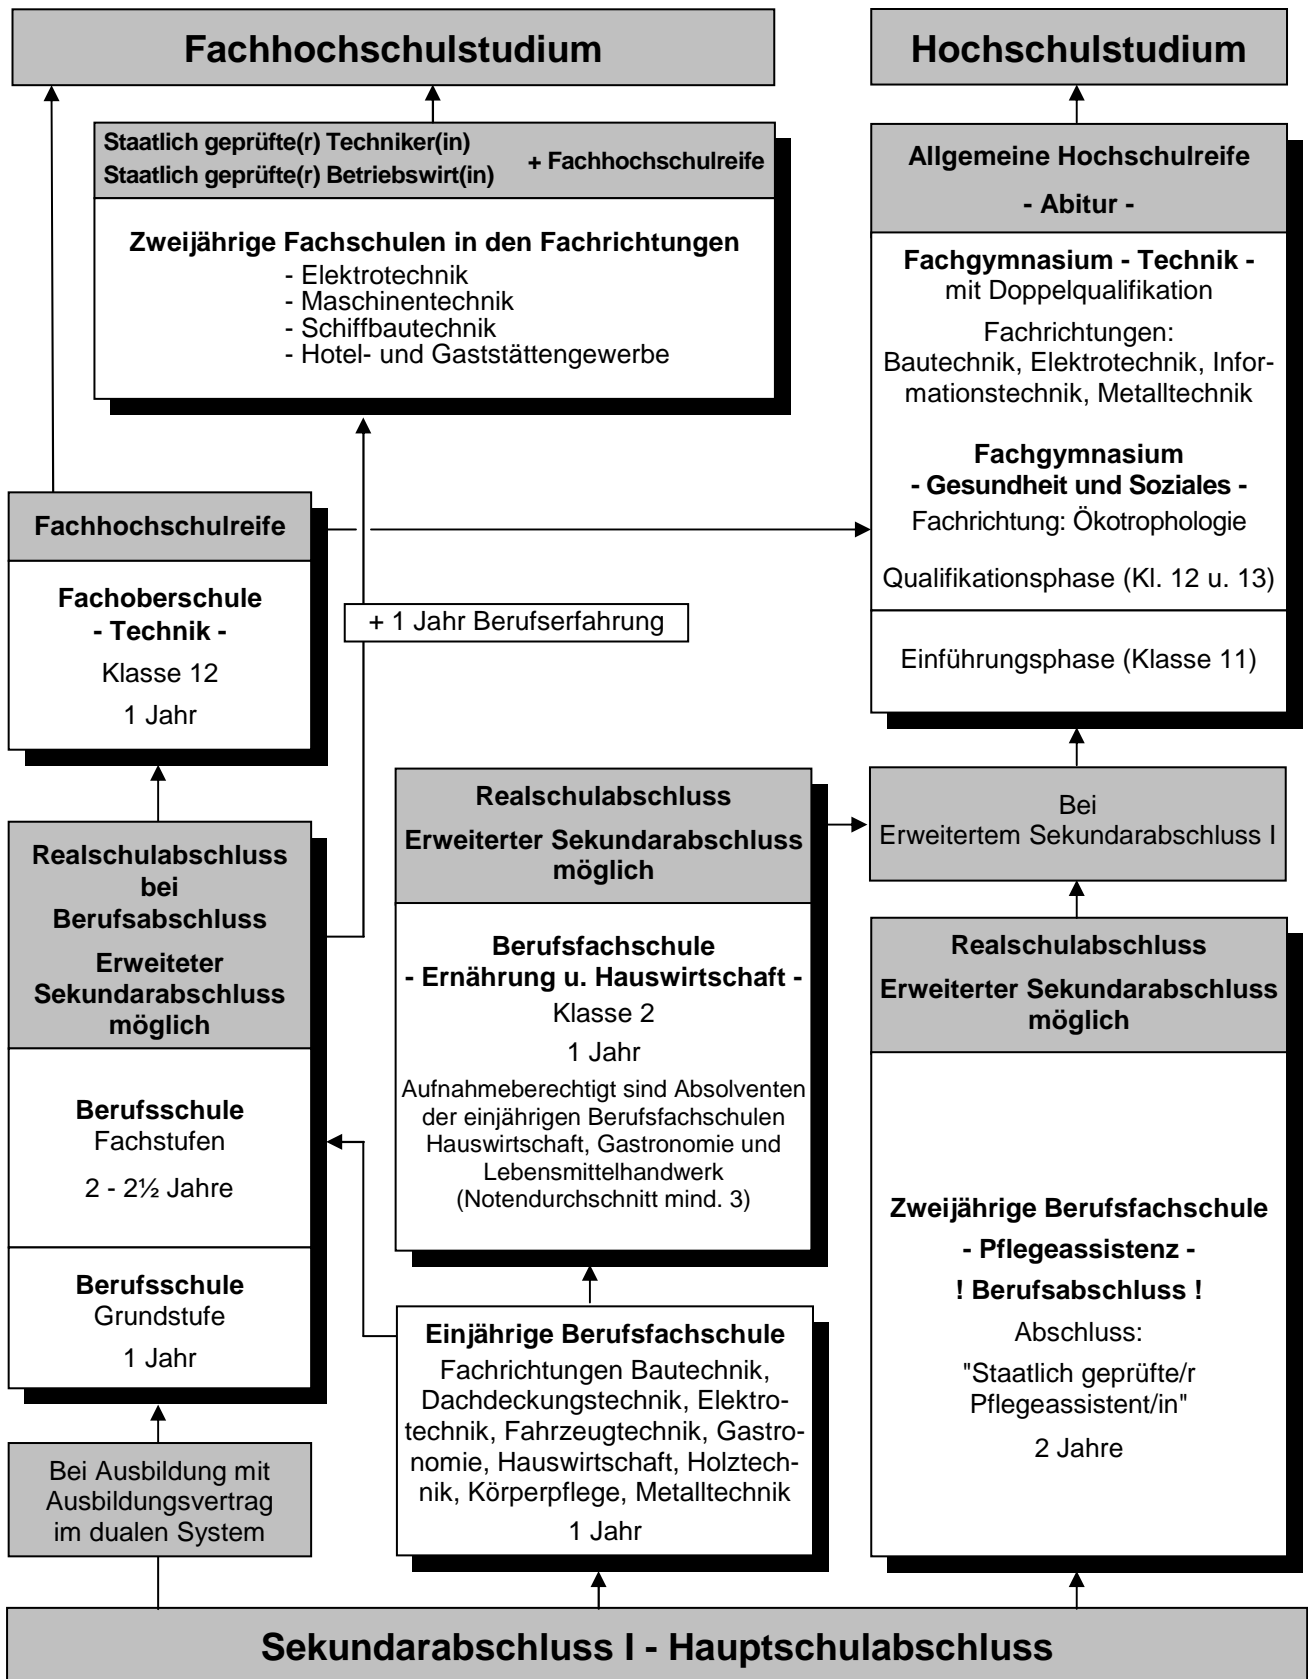 Fachhochschulstudium
Hochschulstudium
Staatlich geprüfte(r) Techniker(in)
Staatlich geprüfte(r) Betriebswirt(in)
+ Fachhochschulreife
Zweijährige Fachschulen in den Fachrichtungen
- Elektrotechnik
- Maschinentechnik
- Schiffbautechnik
- Hotel- und Gaststättengewerbe
Allgemeine Hochschulreife
- Abitur -
Fachgymnasium - Technik -
mit Doppelqualifikation
Fachrichtungen:
Bautechnik, Elektrotechnik, Infor-
mationstechnik, Metalltechnik
Fachgymnasium
- Gesundheit und Soziales -
Fachrichtung: Ökotrophologie
Qualifikationsphase (Kl. 12 u. 13)
Einführungsphase (Klasse 11)
Fachhochschulreife
Fachoberschule
- Technik -
Klasse 12
1 Jahr
+ 1 Jahr Berufserfahrung
Realschulabschluss
bei
Berufsabschluss
Erweiteter
Sekundarabschluss
möglich
Berufsschule
Fachstufen
2 - 2½ Jahre
Berufsschule
Grundstufe
1 Jahr
Bei Ausbildung mit
Ausbildungsvertrag
im dualen System
Realschulabschluss
Erweiterter Sekundarabschluss
möglich
Berufsfachschule
- Ernährung u. Hauswirtschaft -
Klasse 2
1 Jahr
Aufnahmeberechtigt sind Absolventen
der einjährigen Berufsfachschulen
Hauswirtschaft, Gastronomie und
Lebensmittelhandwerk
(Notendurchschnitt mind. 3)
Einjährige Berufsfachschule
Fachrichtungen Bautechnik,
Dachdeckungstechnik, Elektro-
technik, Fahrzeugtechnik, Gastro-
nomie, Hauswirtschaft, Holztech-
nik, Körperpflege, Metalltechnik
1 Jahr
Bei
Erweitertem Sekundarabschluss I
Realschulabschluss
Erweiterter Sekundarabschluss
möglich
Zweijährige Berufsfachschule
- Pflegeassistenz -
! Berufsabschluss !
Abschluss:
"Staatlich geprüfte/r
Pflegeassistent/in"
2 Jahre
Sekundarabschluss I - Hauptschulabschluss